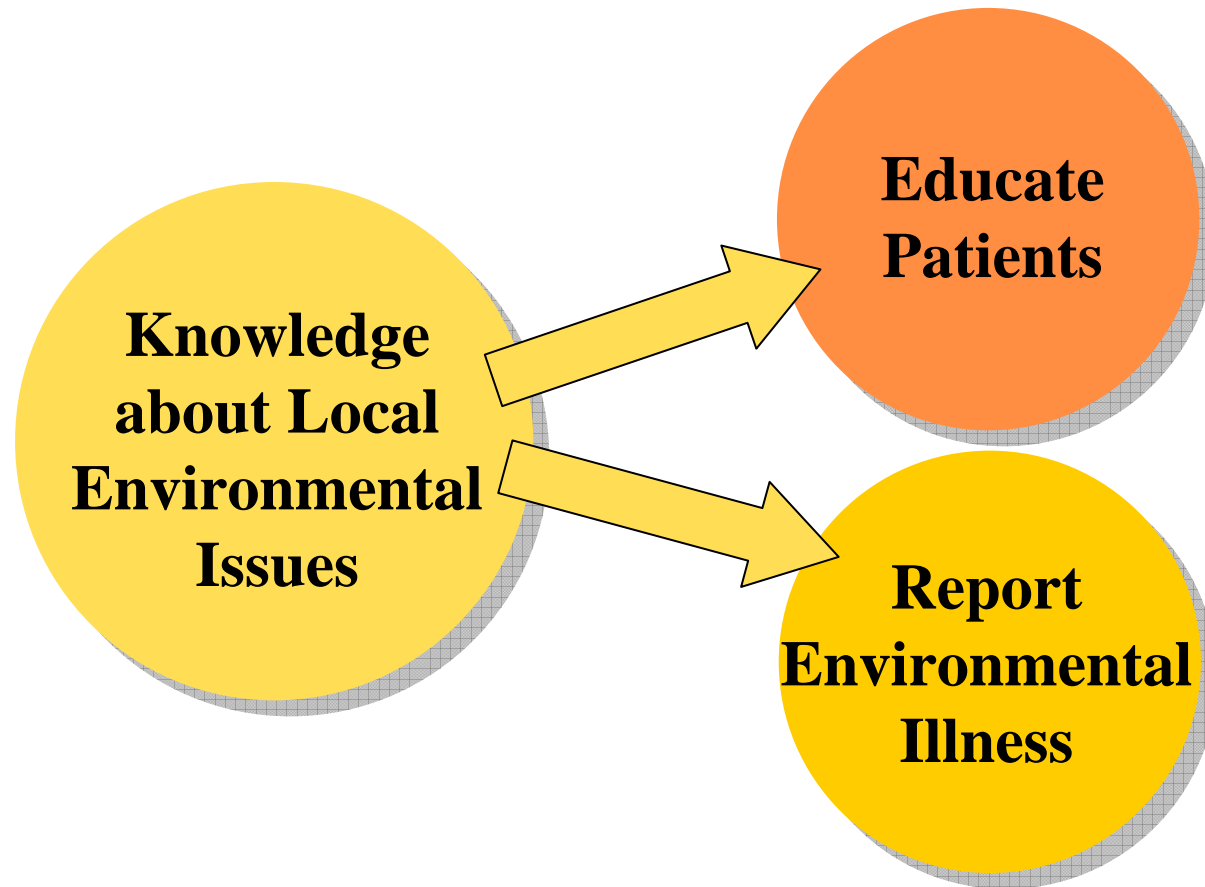 Knowledge
about Local
Environmental
Issues
Educate
Patients
Report
Environmental
Illness